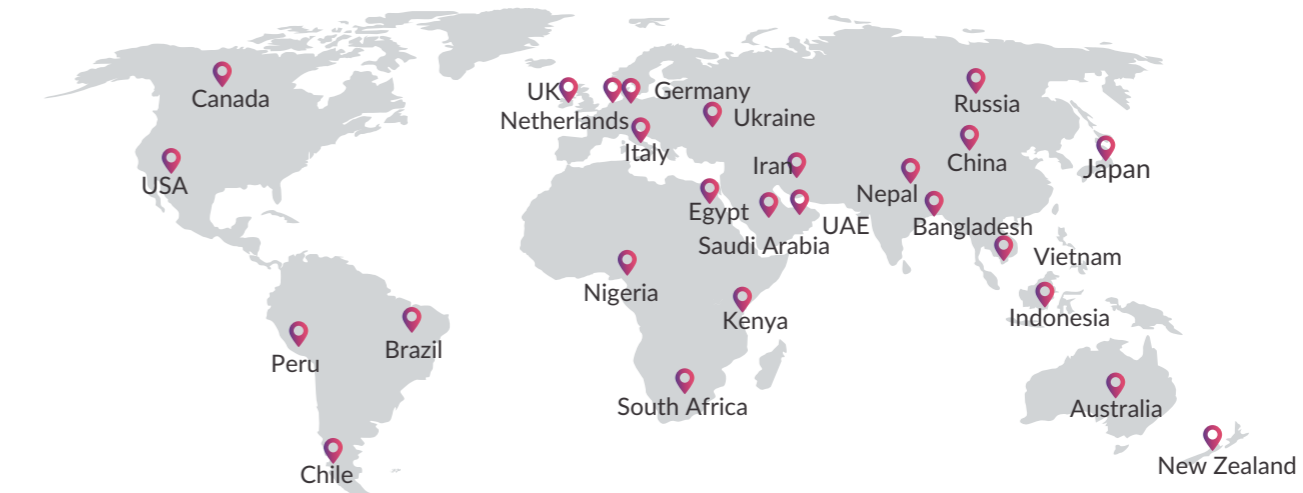 Canada
UK
Germany
Russia
Netherlands
Ukraine
Italy
Iran
China
Japan
USA
Nepal
Egypt
UAE
Bangladesh
Saudi Arabia
Vietnam
Nigeria
Kenya
Indonesia
Peru
Brazil
South Africa
Australia
Chile
New Zealand